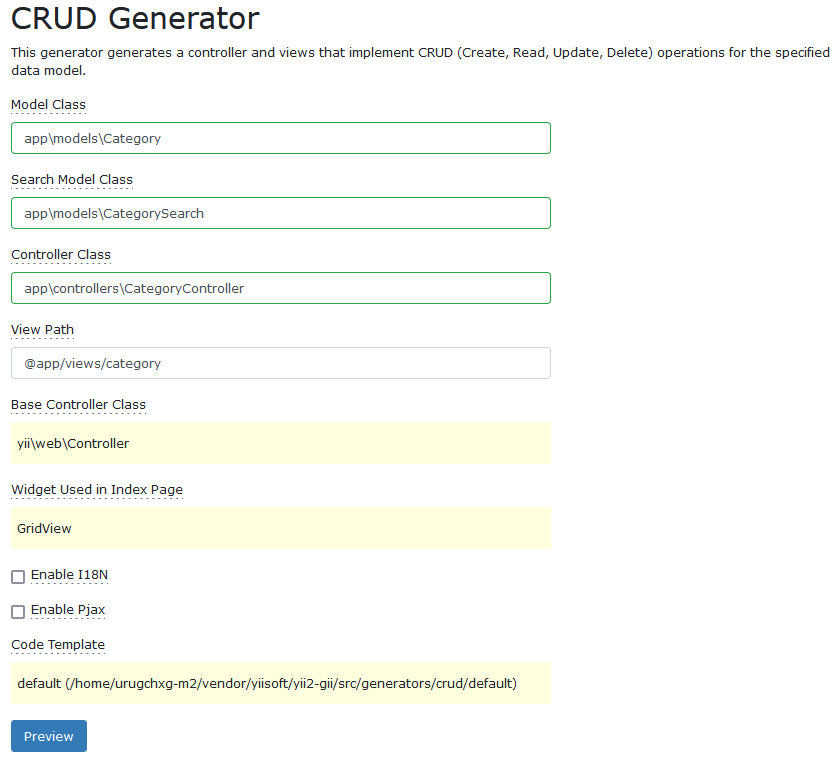 CRUD Generator
This generator generates a controller and views that implement CRUD (Create, Read, Update, Delete) operations for the specified
data model.
Model Class
app\models\Category
Search Model Class
app\models\CategorySearch
Controller Class
app\controllers\CategoryController
View Path
@app/views/category
Base Controller Class
yii\web\Controller
Widget Used in Index Page
GridView
Enable I18N
Enable Pjax
Code Template
default (/home/urugchxg-m2/vendor/yiisoft/yii2-gii/src/generators/crud/default)
Preview